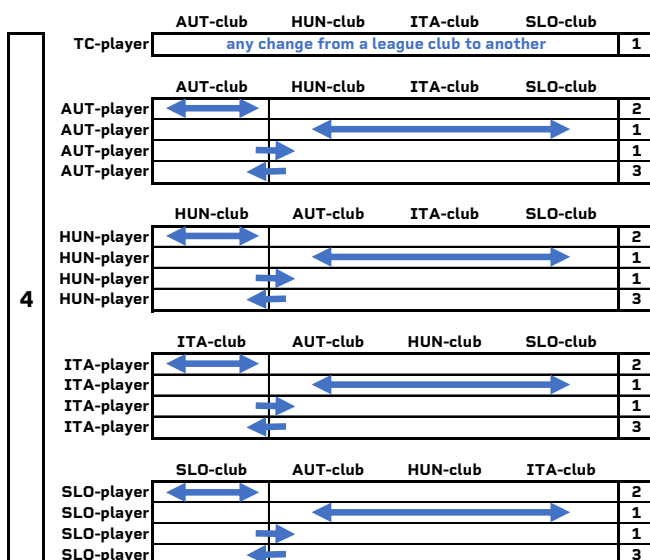 AUT-club HUN-club ITA-club SLO-club
TC-player any change from a league club to another 1
AUT-club HUN-club ITA-club SLO-club
AUT-player 2
AUT-player 1
AUT-player 1
AUT-player 3
HUN-club AUT-club ITA-club SLO-club
HUN-player 2
HUN-player 1
HUN-player 1
4 HUN-player 3
ITA-club AUT-club HUN-club SLO-club
ITA-player 2
ITA-player 1
ITA-player 1
ITA-player 3
SLO-club AUT-club HUN-club ITA-club
SLO-player 2
SLO-player 1
SLO-player 1
SLO-player 3